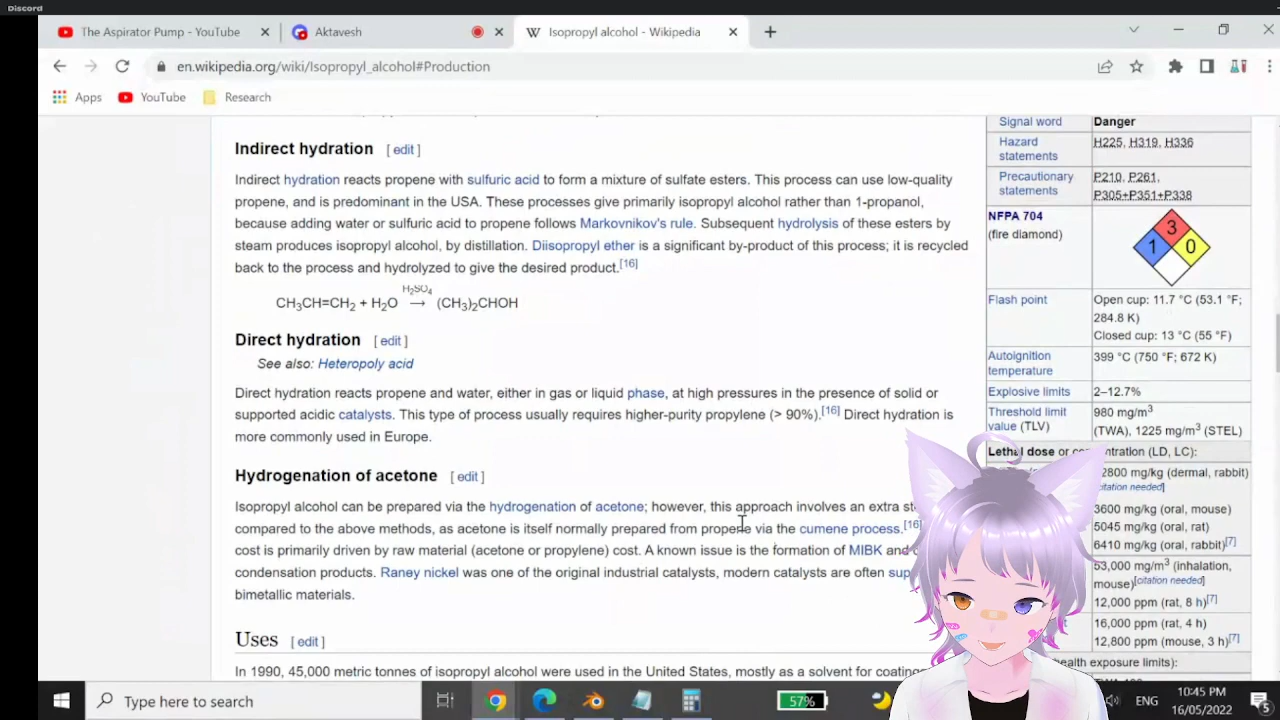 Discord
The Aspirator Pump - YouTube
Aktavesh
Isopropyl alcohol - Wikipedia
en.wikipedia.org/wiki/Isopropyl_alcohol#Production
Apps YouTube Research
Indirect hydration [ edit ]
Indirect hydration reacts propene with sulfuric acid to form a mixture of sulfate esters. This process can use low-quality
propene, and is predominant in the USA. These processes give primarily isopropyl alcohol rather than 1-propanol,
because adding water or sulfuric acid to propene follows Markovnikov's rule. Subsequent hydrolysis of these esters by
steam produces isopropyl alcohol, by distillation. Diisopropyl ether is a significant by-product of this process; it is recycled
back to the process and hydrolyzed to give the desired product.[16]
H₂SO₄
CH₃CH=CH₂ + H₂O → (CH₃)₂CHOH
Direct hydration [ edit ]
See also: Heteropoly acid
Direct hydration reacts propene and water, either in gas or liquid phase, at high pressures in the presence of solid or
supported acidic catalysts. This type of process usually requires higher-purity propylene (> 90%).[16] Direct hydration is
more commonly used in Europe.
Hydrogenation of acetone [ edit ]
Isopropyl alcohol can be prepared via the hydrogenation of acetone; however, this approach involves an extra
compared to the above methods, as acetone is itself normally prepared from propene via the cumene process.[16]
cost is primarily driven by raw material (acetone or propylene) cost. A known issue is the formation of MIBK and
condensation products. Raney nickel was one of the original industrial catalysts, modern catalysts are often
bimetallic materials.
Uses [ edit ]
In 1990, 45,000 metric tonnes of isopropyl alcohol were used in the United States, mostly as a solvent for
Signal word Danger
Hazard H225, H319, H336
statements
Precautionary P210, P261,
statements P305+P351+P338
NFPA 704
(fire diamond)
3
1 0
Flash point Open cup: 11.7 °C (53.1 °F;
284.8 K)
Closed cup: 13 °C (55 °F)
Autoignition 399 °C (750 °F; 672 K)
temperature
Explosive limits 2–12.7%
Threshold limit 980 mg/m³
value (TLV) (TWA), 1225 mg/m³ (STEL)
Lethal dose or (LD, LC):
mg/kg (dermal, rabbit)
[citation needed]
3600 mg/kg (oral, mouse)
5045 mg/kg (oral, rat)
6410 mg/kg (oral, rabbit)[7]
53,000 mg/m³ (inhalation,
mouse)[citation needed]
12,000 ppm (rat, 8 h)[7]
16,000 ppm (rat, 4 h)
12,800 ppm (mouse, 3 h)[7]
health exposure limits):
Type here to search
57%
ENG
10:45 PM
16/05/2022
5